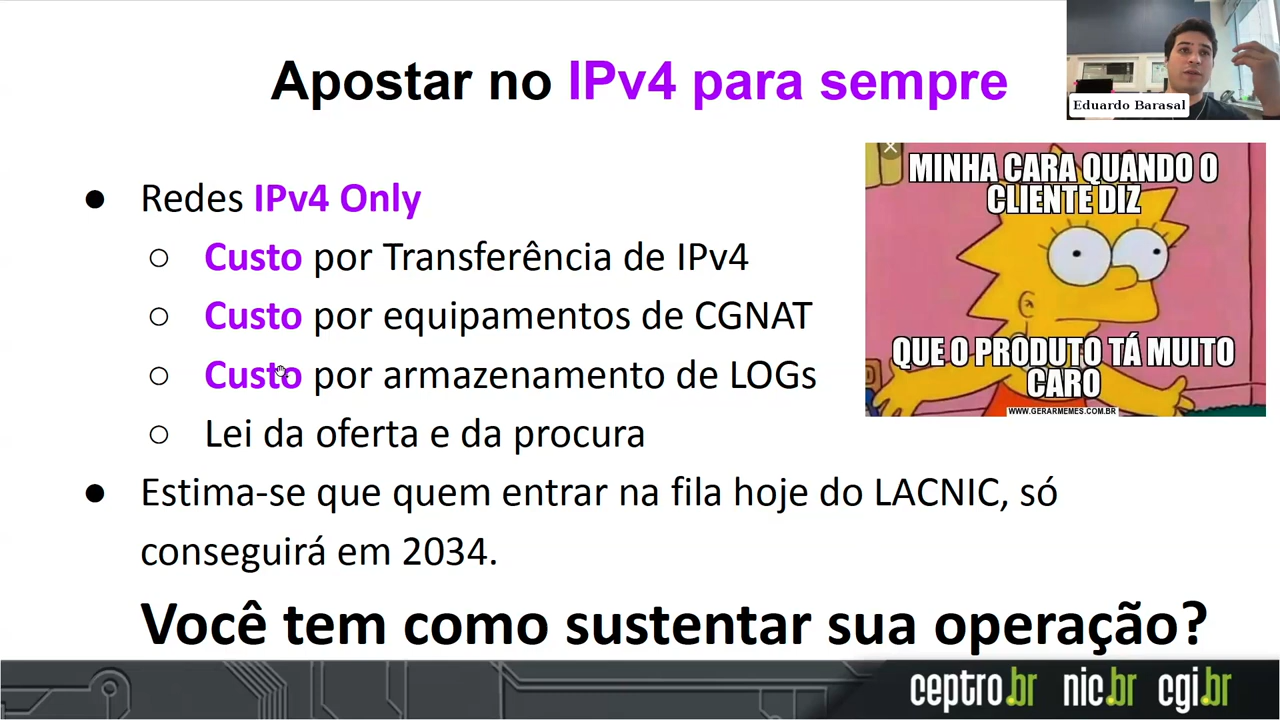 Apostar no IPv4 para sempre
Eduardo Barasal
● Redes IPv4 Only
○ Custo por Transferência de IPv4
○ Custo por equipamentos de CGNAT
○ Custo por armazenamento de LOGs
○ Lei da oferta e da procura
● Estima-se que quem entrar na fila hoje do LACNIC, só
conseguirá em 2034.
MINHA CARA QUANDO O
CLIENTE DIZ
QUE O PRODUTO TÁ MUITO
CARO
WWW.GERARMEMES.COM.BR
Você tem como sustentar sua operação?
ceptro.br nic.br cgi.br